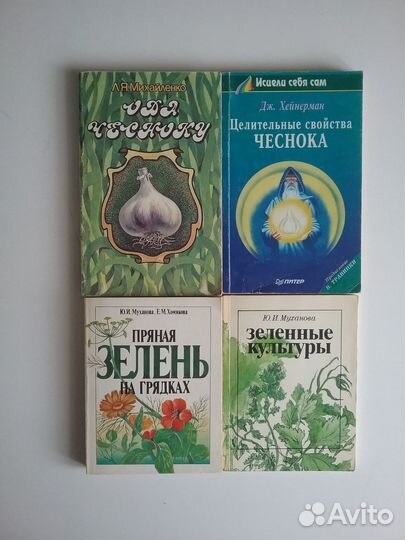 Л.Я.Михайленко
ОДА
ЧЕСНОКУ
Исцели себя сам
Дж. Хейнерман
Целительные свойства
ЧЕСНОКА
ПИТЕР
Ю.И. Муханова, Е.М. Хомякова
ПРЯНАЯ
ЗЕЛЕНЬ
НА ГРЯДКАХ
Ю.И. Муханова
зеленные
культуры
Avito